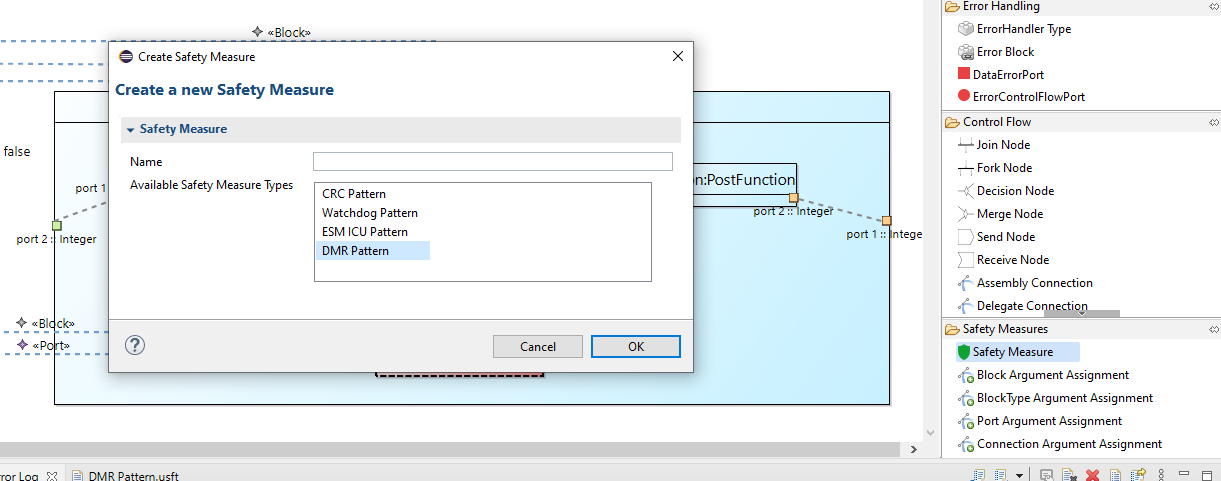 «Block»
false
port 1
port 2 :: Integer
«Block»
«Port»
Create Safety Measure
Create a new Safety Measure
Safety Measure
Name
Available Safety Measure Types
CRC Pattern
Watchdog Pattern
ESM ICU Pattern
DMR Pattern
Cancel
OK
n:PostFunction
port 2 :: Integer
port 1 :: Intege
Error Handling
ErrorHandler Type
Error Block
DataErrorPort
ErrorControlFlowPort
Control Flow
Join Node
Fork Node
Decision Node
Merge Node
Send Node
Receive Node
Assembly Connection
Delegate Connection
Safety Measures
Safety Measure
Block Argument Assignment
BlockType Argument Assignment
Port Argument Assignment
Connection Argument Assignment
rror Log
DMR Pattern.usft